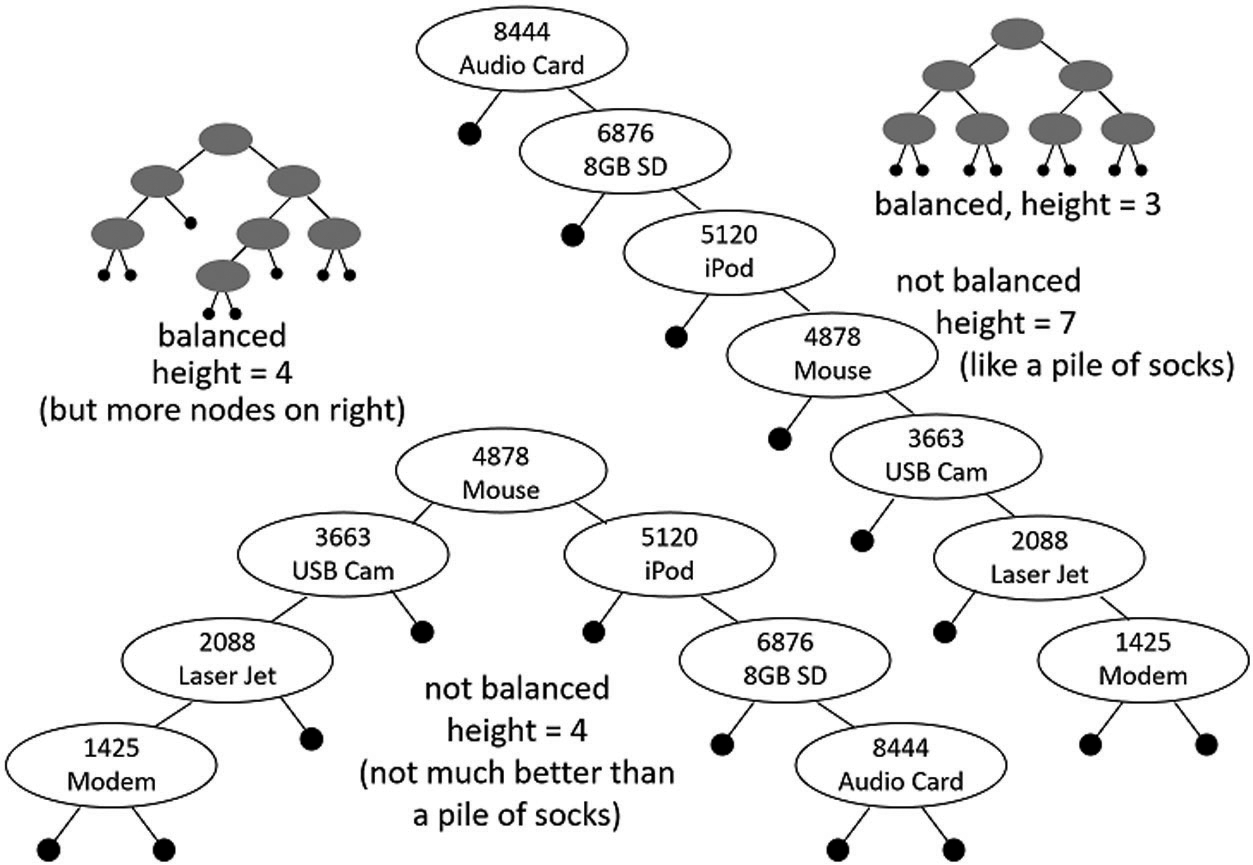 8444
Audio Card
6876
8GB SD
balanced, height = 3
5120
iPod
not balanced
height = 7
(like a pile of socks)
balanced
height = 4
(but more nodes on right)
4878
Mouse
3663
USB Cam
2088
Laser Jet
1425
Modem
4878
Mouse
3663
USB Cam
5120
iPod
2088
Laser Jet
6876
8GB SD
not balanced
height = 4
(not much better than
a pile of socks)
1425
Modem
8444
Audio Card